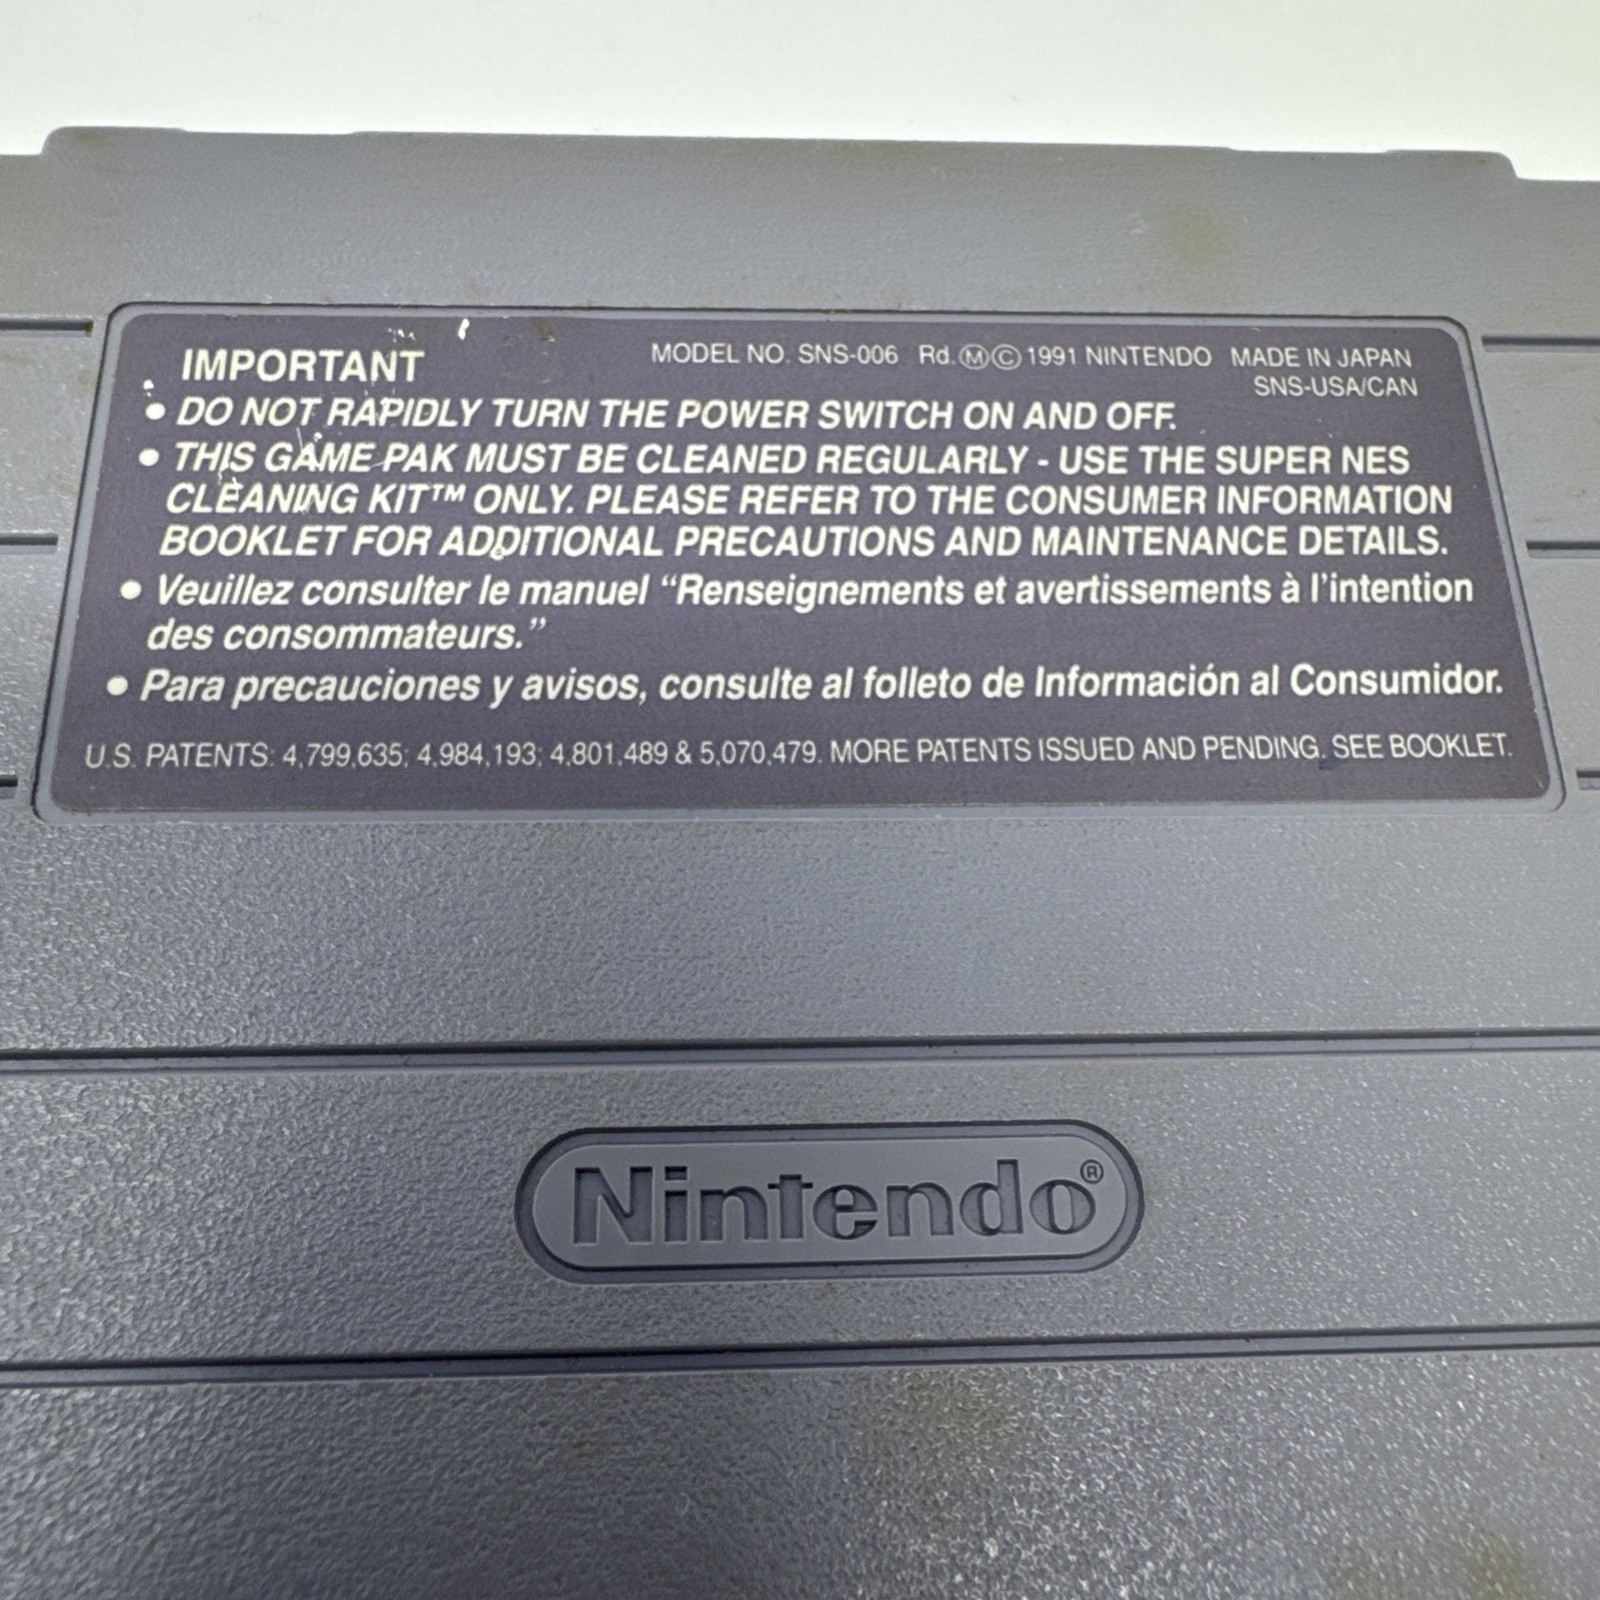 IMPORTANT
MODEL NO. SNS-006 Rd.ⓂⒸ1991 NINTENDO MADE IN JAPAN
SNS-USA/CAN
• DO NOT RAPIDLY TURN THE POWER SWITCH ON AND OFF.
• THIS GAME PAK MUST BE CLEANED REGULARLY - USE THE SUPER NES
CLEANING KIT™ ONLY. PLEASE REFER TO THE CONSUMER INFORMATION
BOOKLET FOR ADDITIONAL PRECAUTIONS AND MAINTENANCE DETAILS.
• Veuillez consulter le manuel “Renseignements et avertissements à l’intention
des consommateurs.”
• Para precauciones y avisos, consulte al folleto de Información al Consumidor.
U.S. PATENTS: 4,799,635; 4,984,193; 4,801,489 & 5,070,479. MORE PATENTS ISSUED AND PENDING. SEE BOOKLET.
Nintendo®